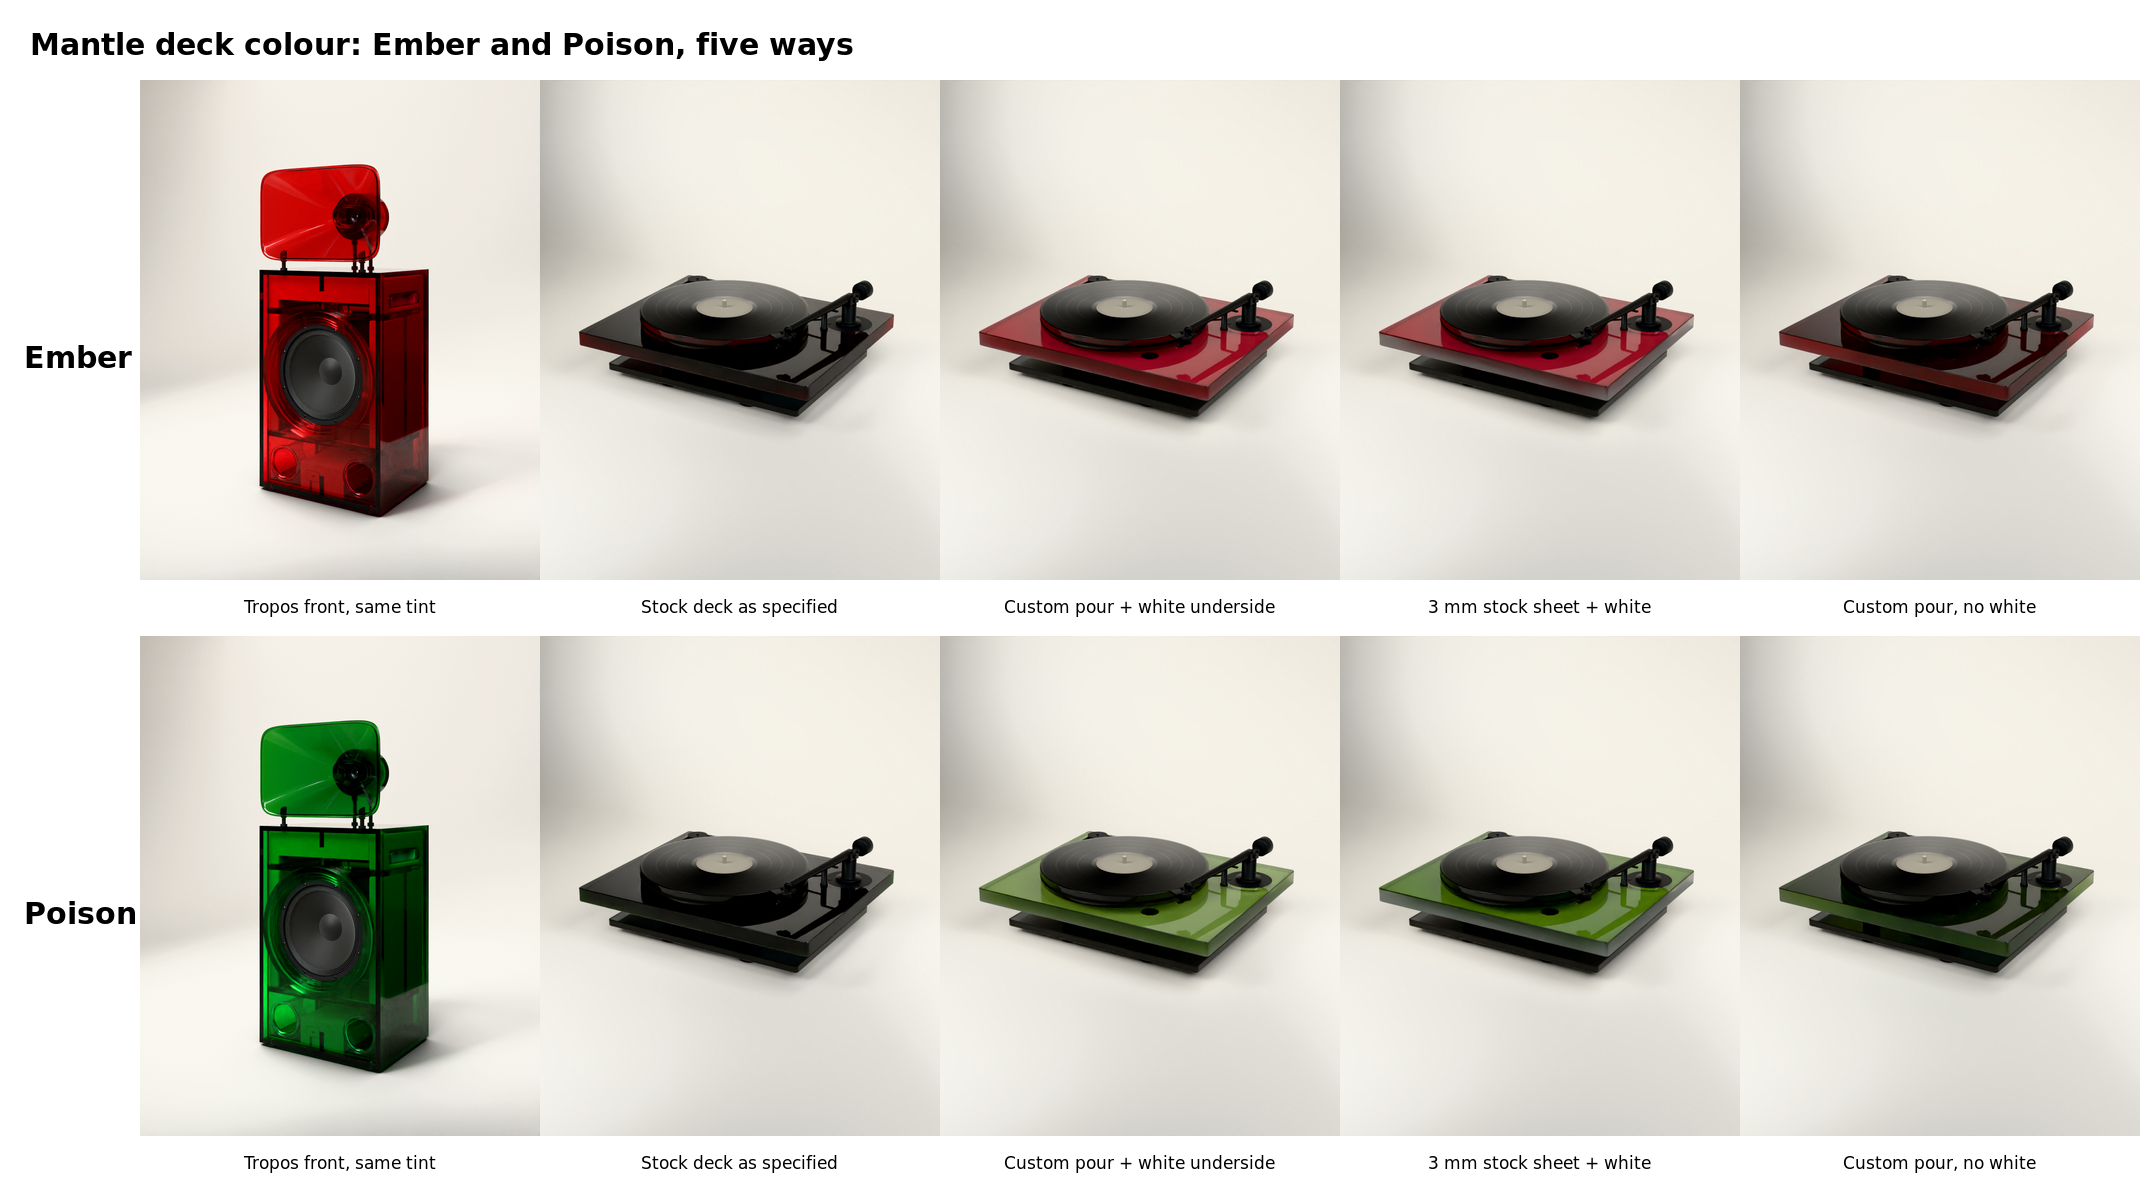 Mantle deck colour: Ember and Poison, five ways
Ember
Tropos front, same tint
Stock deck as specified
Custom pour + white underside
3 mm stock sheet + white
Custom pour, no white
Poison
Tropos front, same tint
Stock deck as specified
Custom pour + white underside
3 mm stock sheet + white
Custom pour, no white